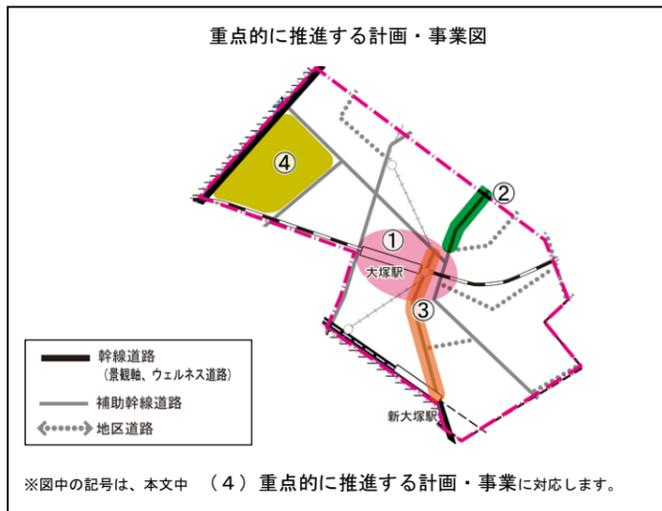 重点的に推進する計画・事業図
④
②
①
大塚駅
③
新大塚駅
幹線道路
(景観軸、ウェルネス道路)
補助幹線道路
地区道路
※図中の記号は、本文中 (4)重点的に推進する計画・事業に対応します。